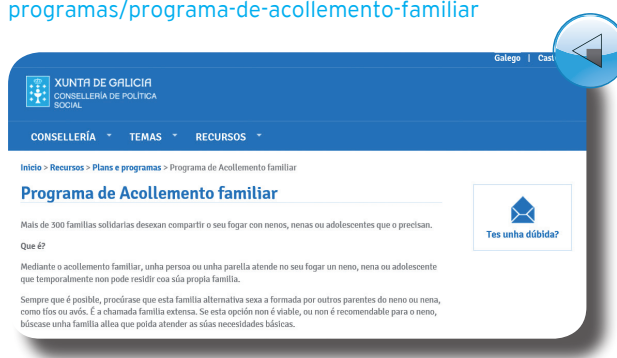 programas/programa-de-acollemento-familiar
Galego | Cast
XUNTA DE GALICIA
CONSELLERÍA DE POLÍTICA
SOCIAL
CONSELLERÍA TEMAS RECURSOS
Inicio > Recursos > Plans e programas > Programa de Acollemento familiar
Programa de Acollemento familiar
Mais de 300 familias solidarias desexan compartir o seu fogar con nenos, nenas ou adolescentes que o precisan.
Tes unha dúbida?
Que é?
Mediante o acollemento familiar, unha persoa ou unha parella atende no seu fogar un neno, nena ou adolescente
que temporalmente non pode residir coa súa propia familia.
Sempre que é posible, procúrase que esta familia alternativa sexa a formada por outros parentes do neno ou nena,
como tíos ou avós. É a chamada familia extensa. Se esta opción non é viable, ou non é recomendable para o neno,
búscase unha familia allea que poida atender as súas necesidades básicas.